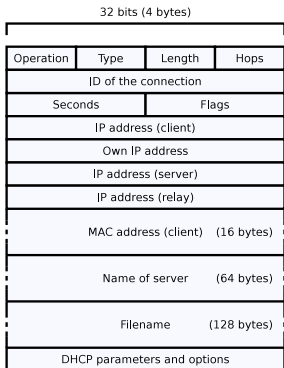 32 bits (4 bytes)
Operation Type Length Hops
ID of the connection
Seconds Flags
IP address (client)
Own IP address
IP address (server)
IP address (relay)
MAC address (client) (16 bytes)
Name of server (64 bytes)
Filename (128 bytes)
DHCP parameters and options